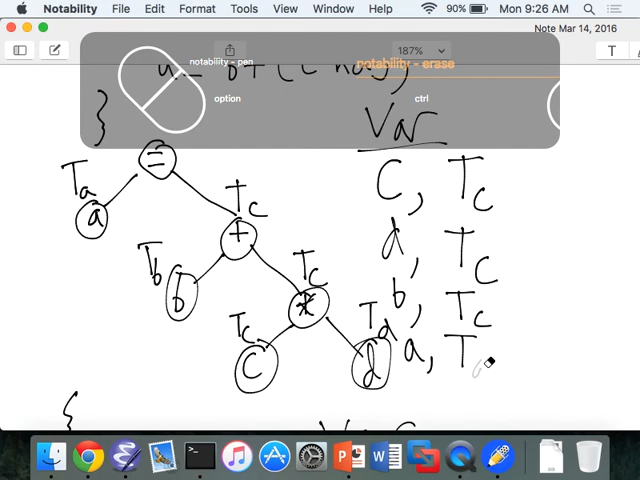 Notability File Edit Format Tools View Window Help 90% Mon 9:26 AM
Note Mar 14, 2016
187% T
notability - pen notability - erase
option ctrl
}
Var
=
Ta
a
C, Tc
Tc
+
d, Tc
Tb
b
Tc
*
b, Tc
Tc
C
Td
d
a, T
{